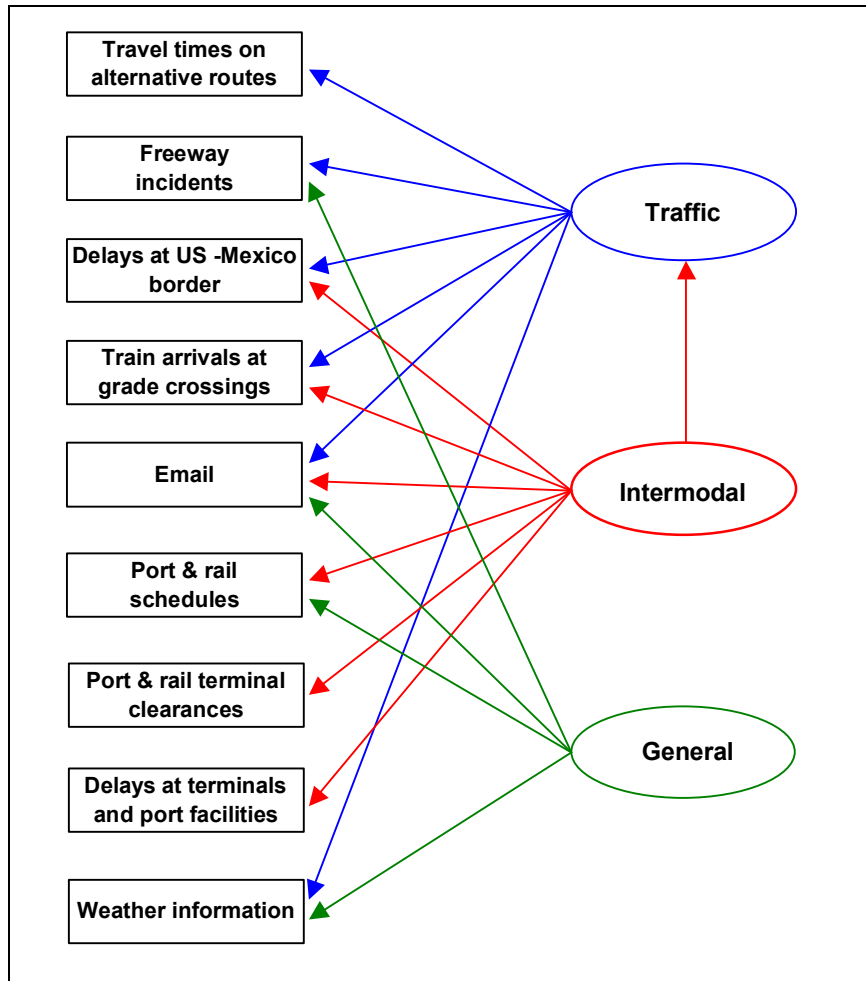 Travel times on
alternative routes
Freeway
incidents
Delays at US -Mexico
border
Train arrivals at
grade crossings
Email
Port & rail
schedules
Port & rail terminal
clearances
Delays at terminals
and port facilities
Weather information
Traffic
Intermodal
General